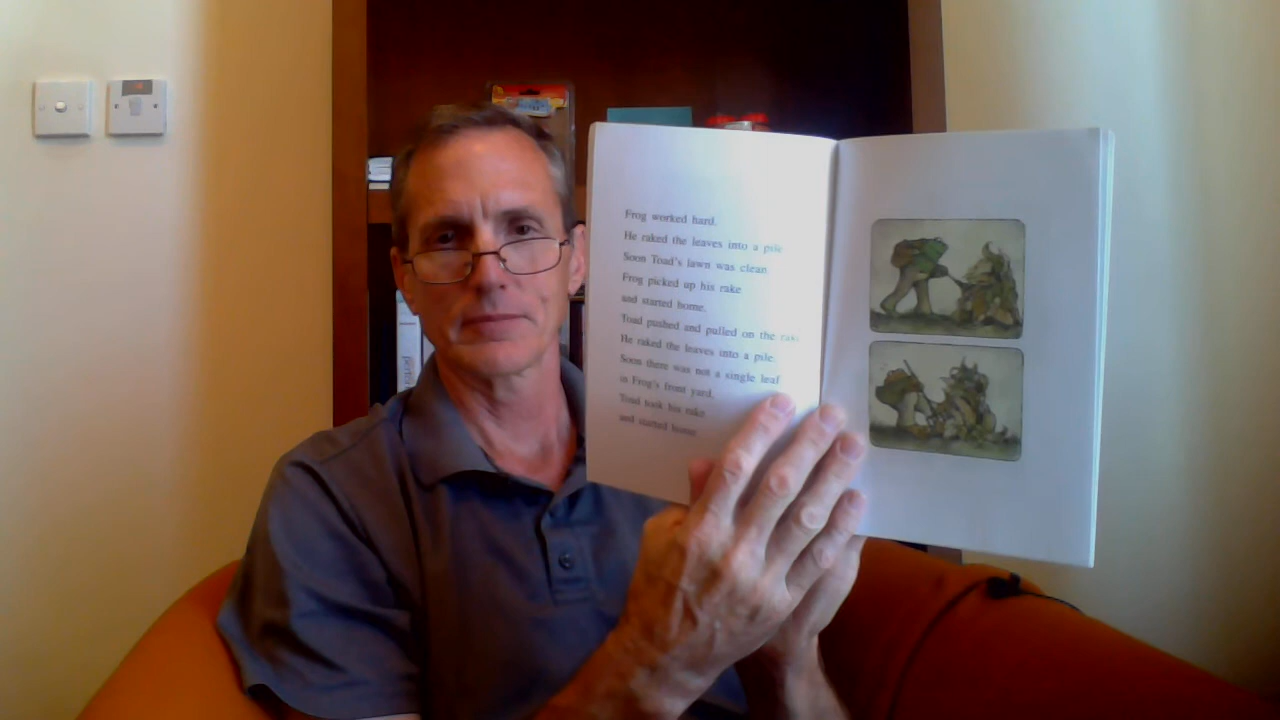 Frog worked hard.
He raked the leaves into a pile
Soon Toad's lawn was clean.
Frog picked up his rake
and started home.
Toad pushed and pulled on the rake
He raked the leaves into a pile.
Soon there was not a single leaf
in Frog's front yard.
Toad took his rake
and started home